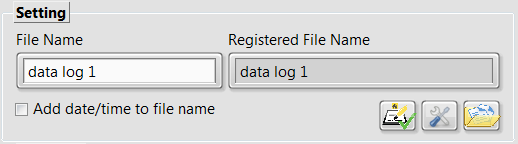 Setting
File Name Registered File Name
data log 1 data log 1
Add date/time to file name